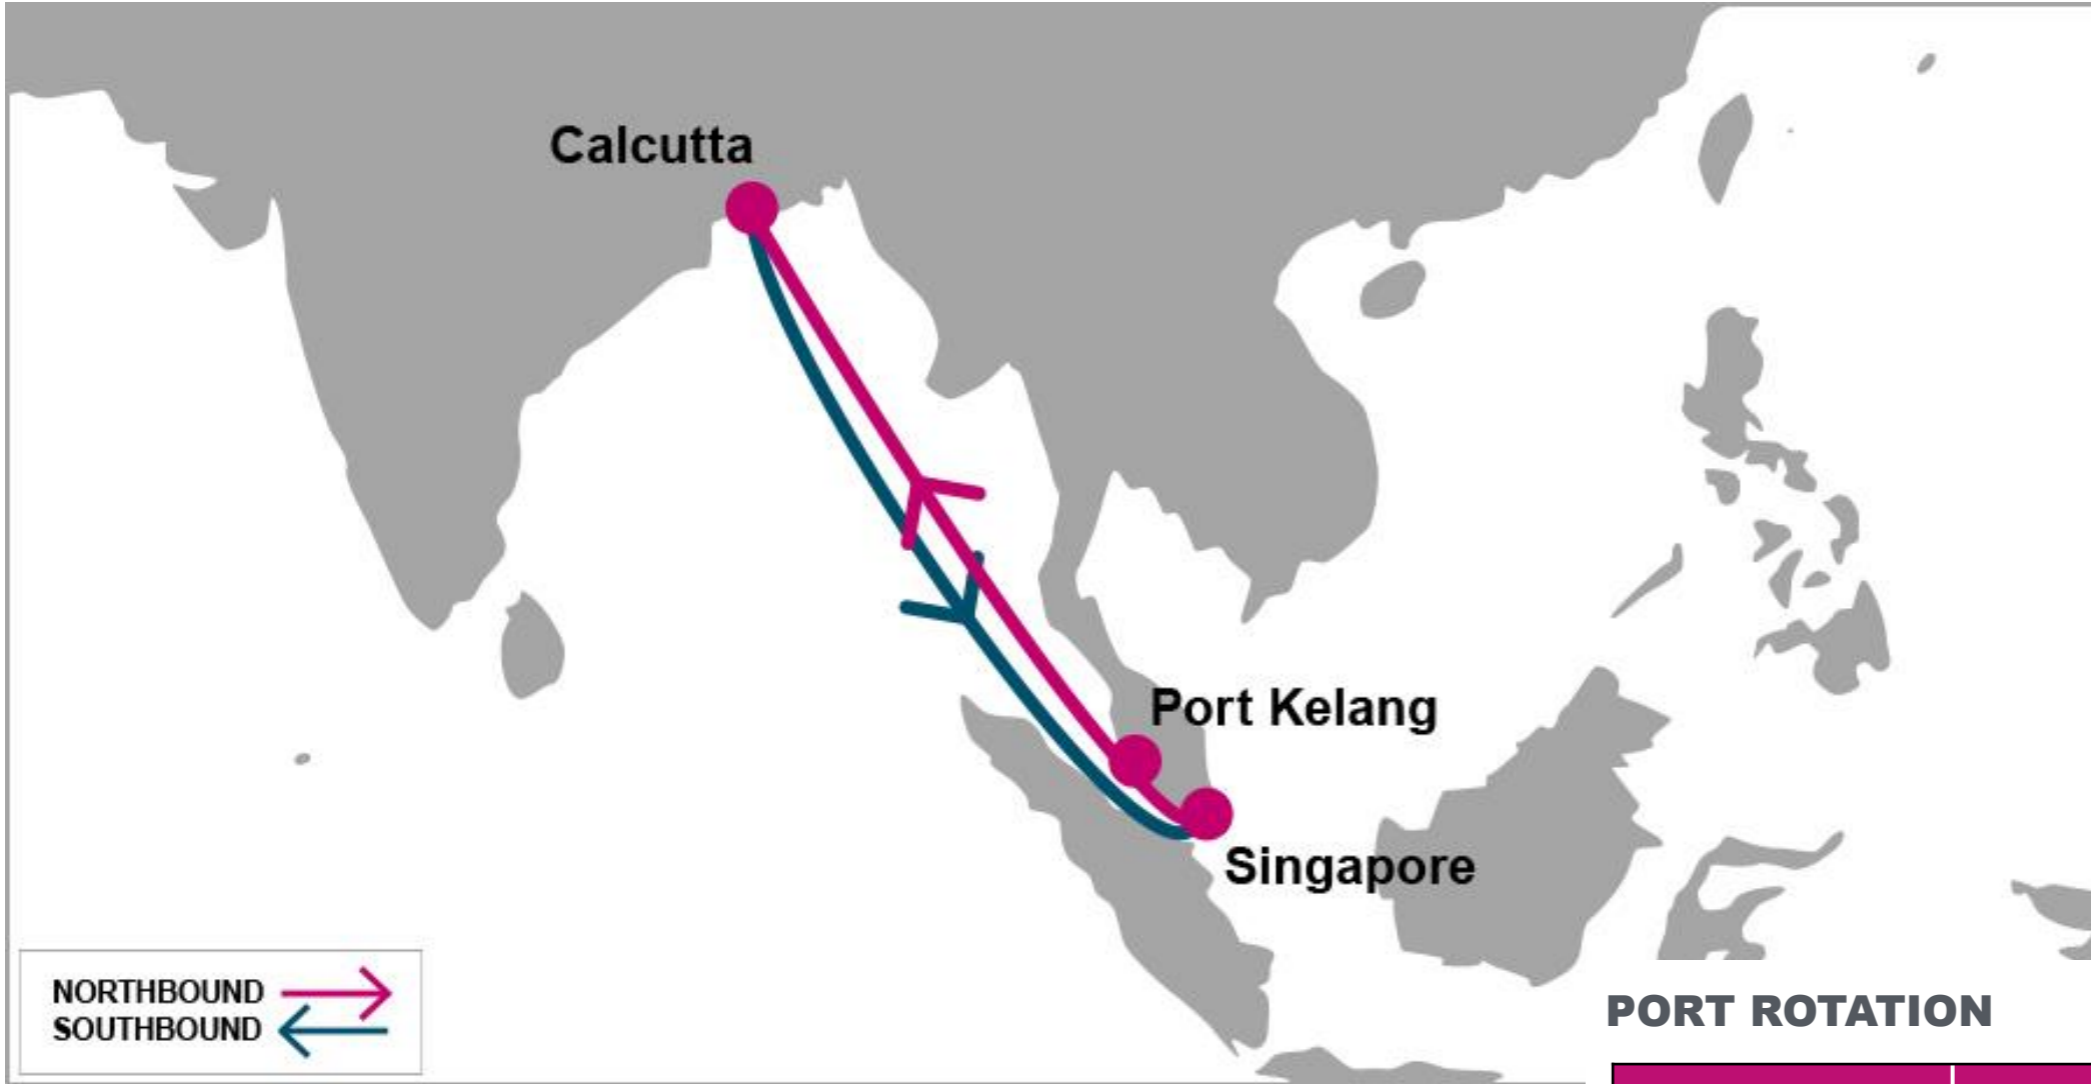 Calcutta
Port Kelang
Singapore
NORTHBOUND
SOUTHBOUND
PORT ROTATION